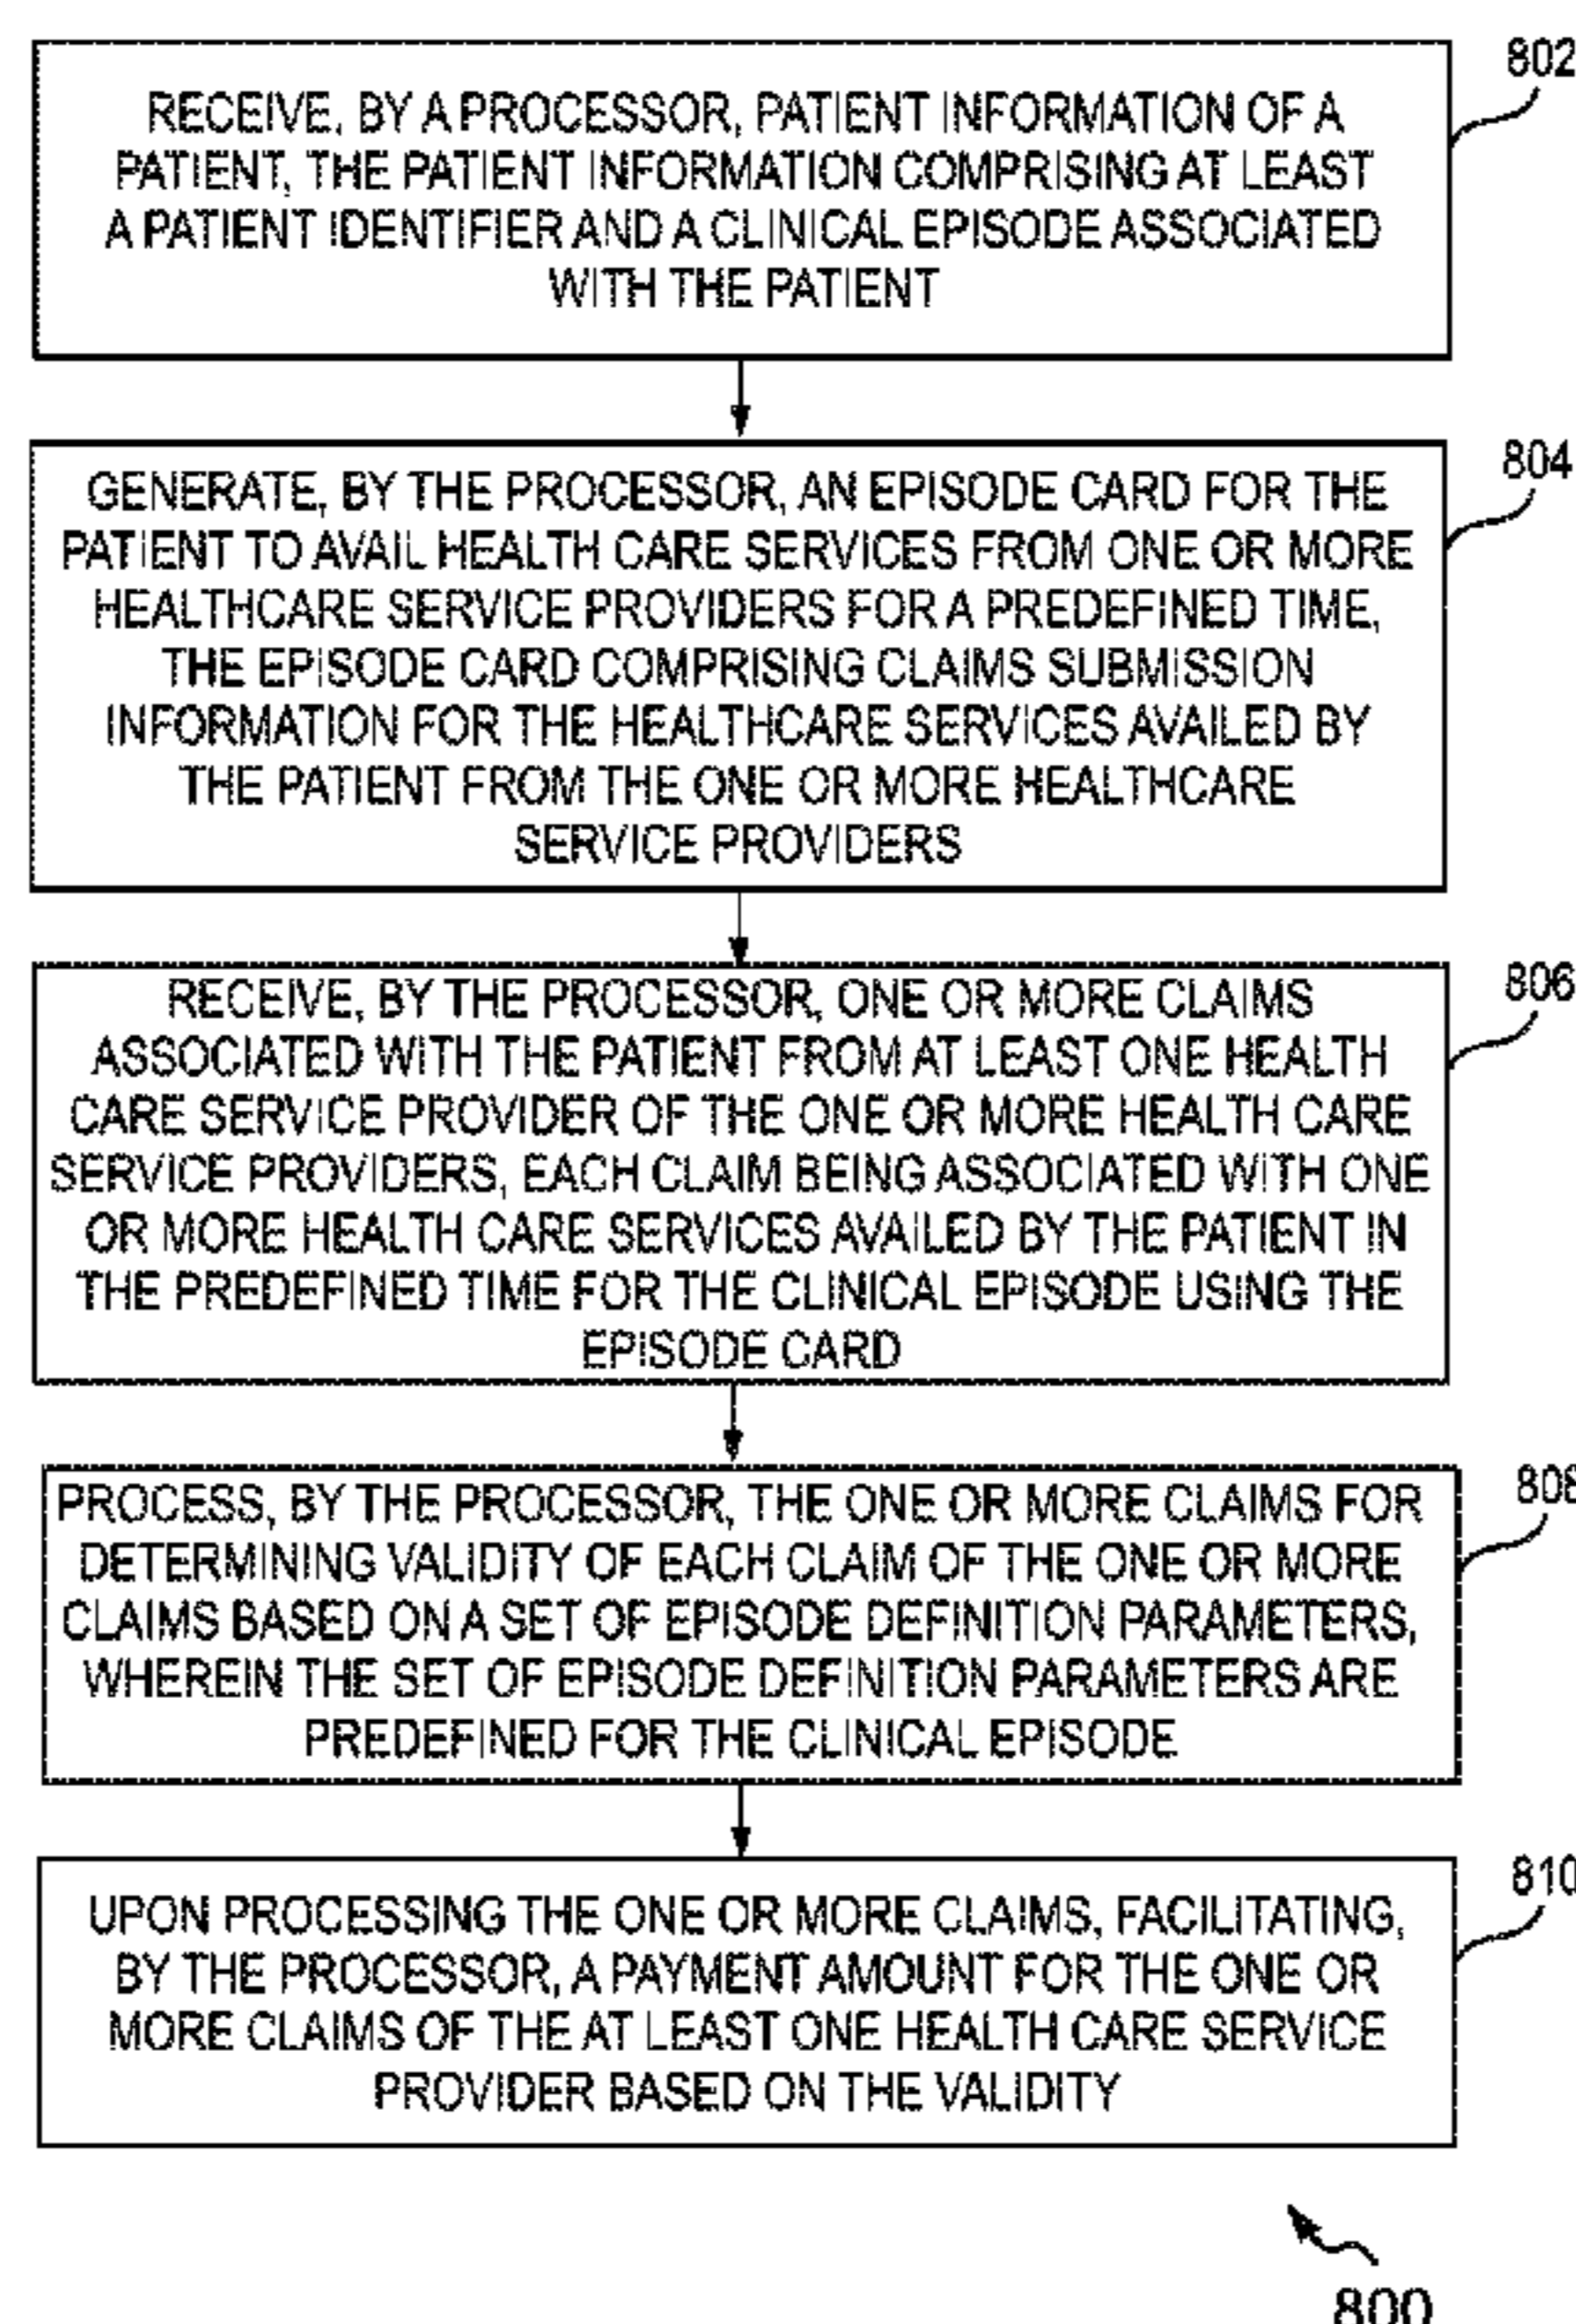 802
RECEIVE, BY A PROCESSOR, PATIENT INFORMATION OF A
PATIENT, THE PATIENT INFORMATION COMPRISING AT LEAST
A PATIENT IDENTIFIER AND A CLINICAL EPISODE ASSOCIATED
WITH THE PATIENT
804
GENERATE, BY THE PROCESSOR, AN EPISODE CARD FOR THE
PATIENT TO AVAIL HEALTH CARE SERVICES FROM ONE OR MORE
HEALTHCARE SERVICE PROVIDERS FOR A PREDEFINED TIME,
THE EPISODE CARD COMPRISING CLAIMS SUBMISSION
INFORMATION FOR THE HEALTHCARE SERVICES AVAILED BY
THE PATIENT FROM THE ONE OR MORE HEALTHCARE
SERVICE PROVIDERS
806
RECEIVE, BY THE PROCESSOR, ONE OR MORE CLAIMS
ASSOCIATED WITH THE PATIENT FROM AT LEAST ONE HEALTH
CARE SERVICE PROVIDER OF THE ONE OR MORE HEALTH CARE
SERVICE PROVIDERS, EACH CLAIM BEING ASSOCIATED WITH ONE
OR MORE HEALTH CARE SERVICES AVAILED BY THE PATIENT IN
THE PREDEFINED TIME FOR THE CLINICAL EPISODE USING THE
EPISODE CARD
808
PROCESS, BY THE PROCESSOR, THE ONE OR MORE CLAIMS FOR
DETERMINING VALIDITY OF EACH CLAIM OF THE ONE OR MORE
CLAIMS BASED ON A SET OF EPISODE DEFINITION PARAMETERS,
WHEREIN THE SET OF EPISODE DEFINITION PARAMETERS ARE
PREDEFINED FOR THE CLINICAL EPISODE
810
UPON PROCESSING THE ONE OR MORE CLAIMS, FACILITATING,
BY THE PROCESSOR, A PAYMENT AMOUNT FOR THE ONE OR
MORE CLAIMS OF THE AT LEAST ONE HEALTH CARE SERVICE
PROVIDER BASED ON THE VALIDITY
800